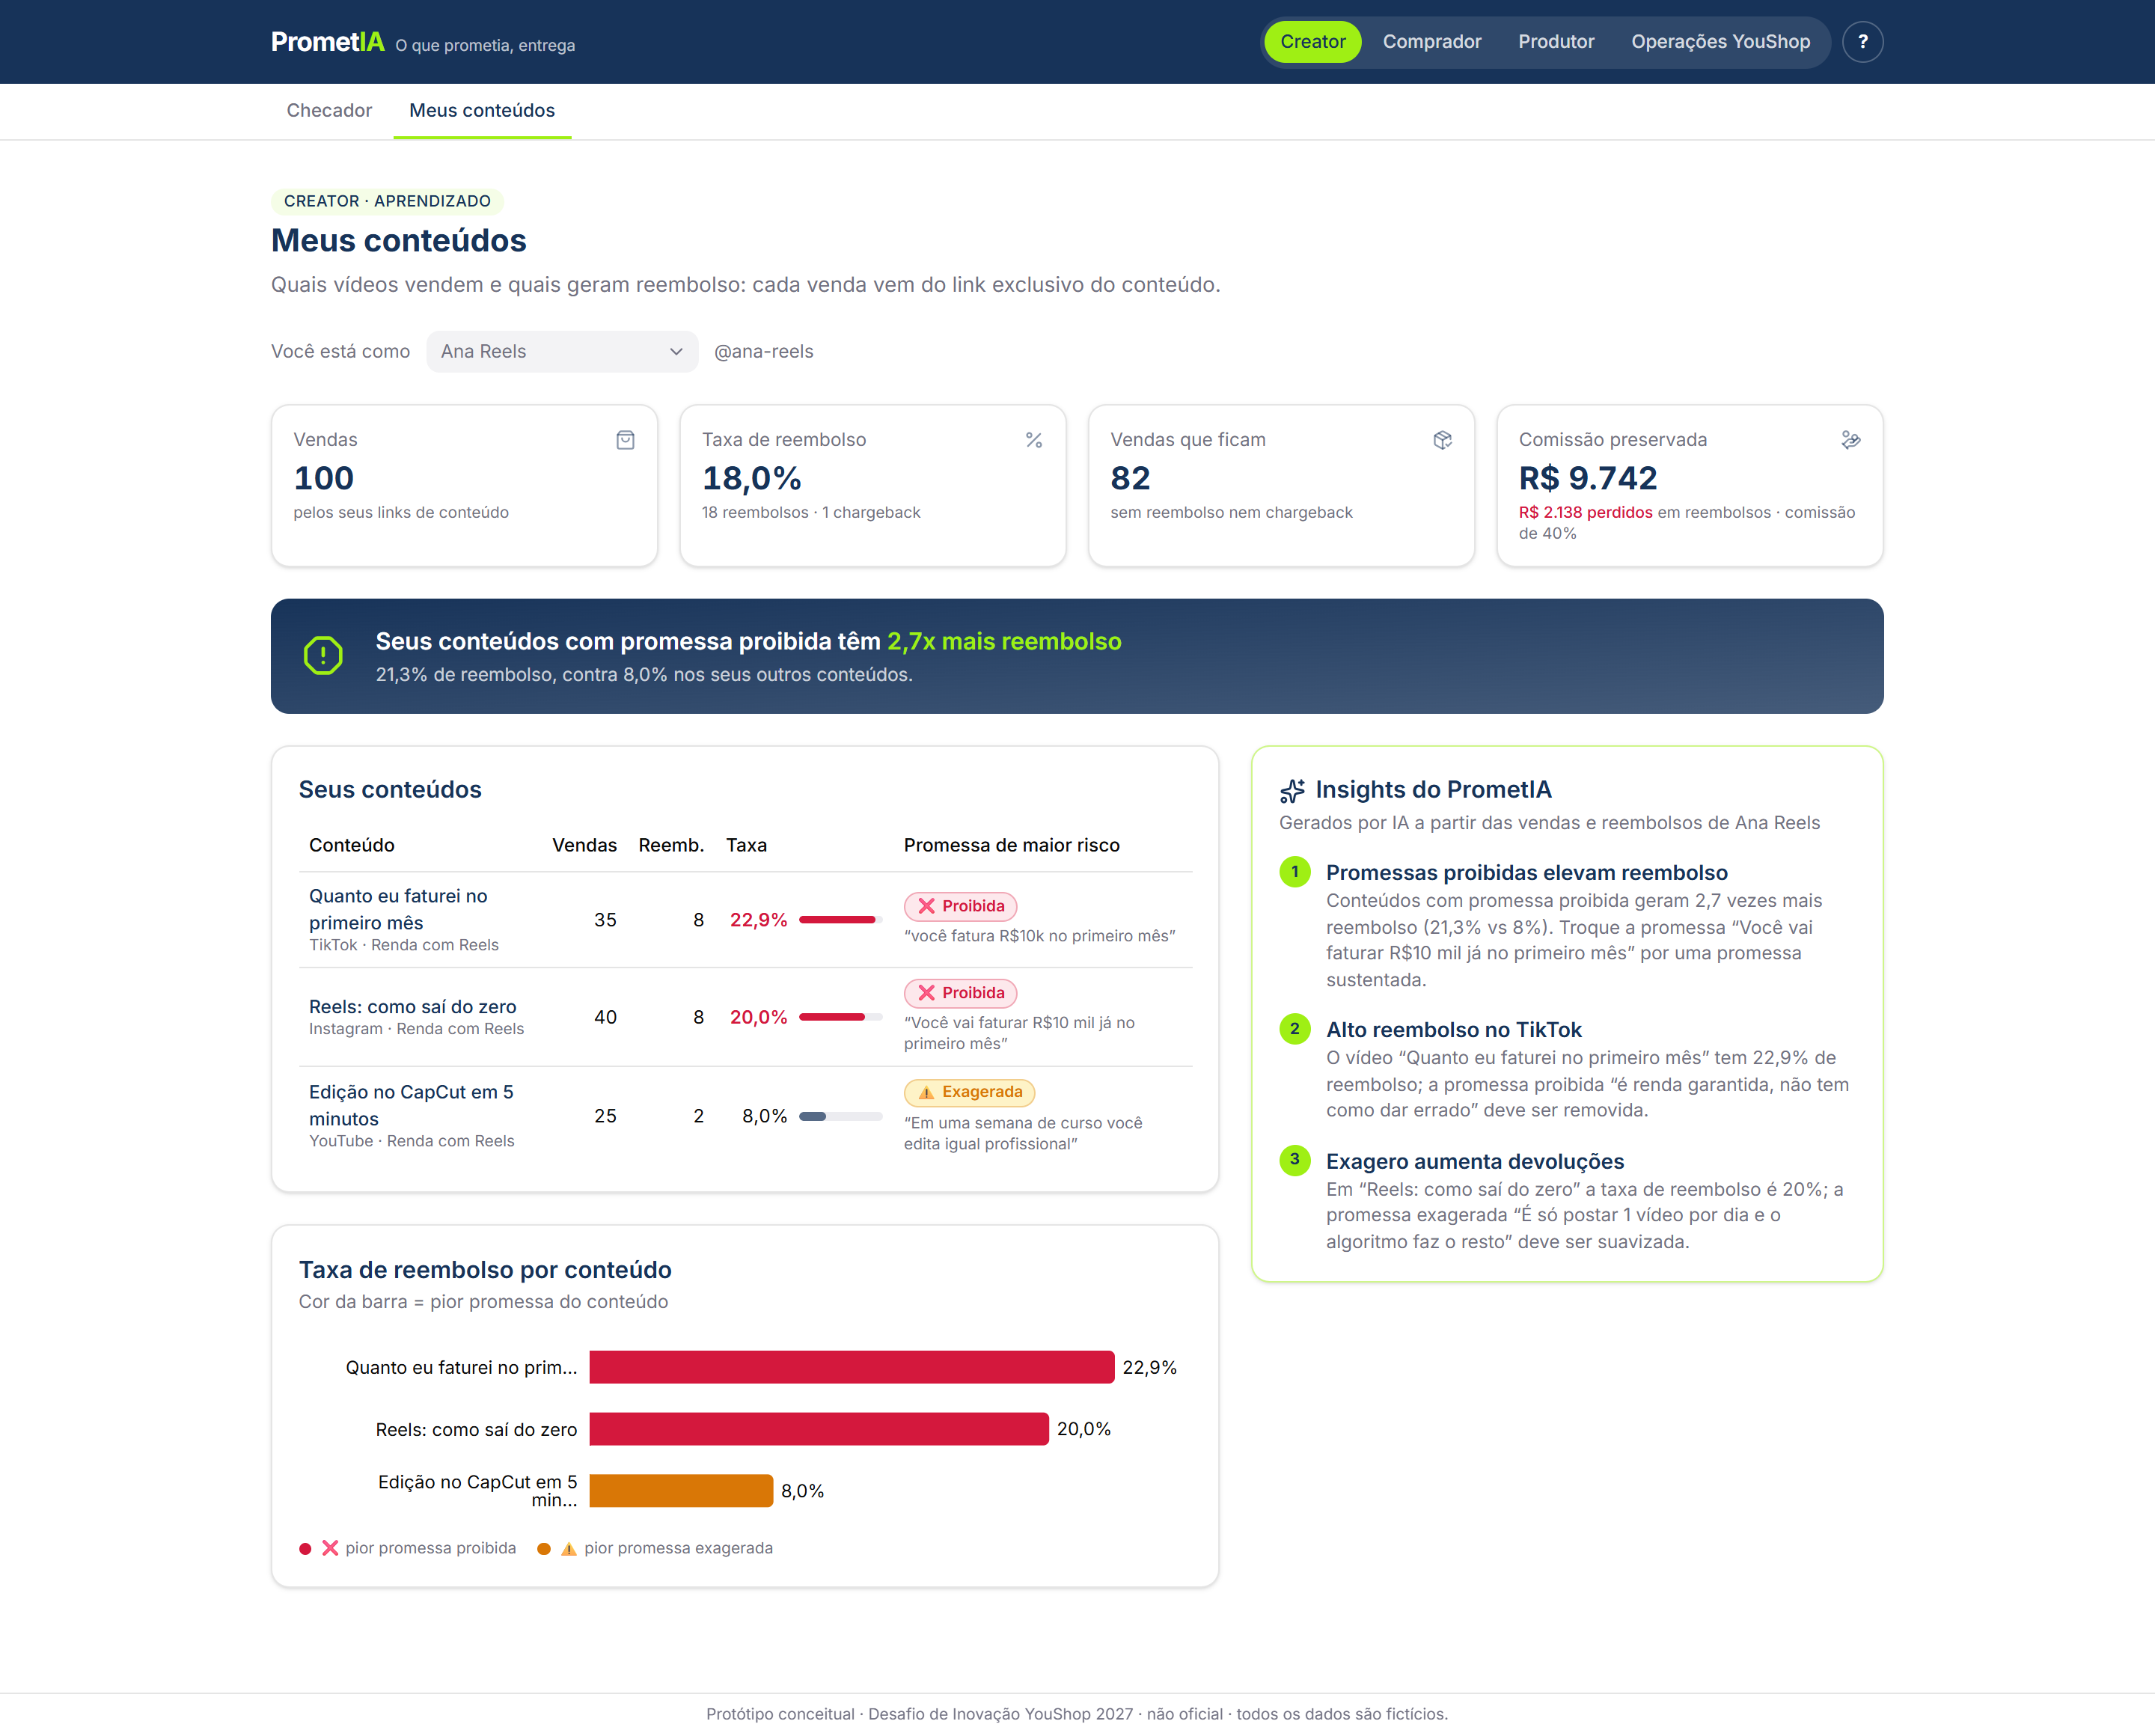 PrometIA O que prometia, entrega
Creator Comprador Produtor Operações YouShop ?
Checador Meus conteúdos
CREATOR · APRENDIZADO
Meus conteúdos
Quais vídeos vendem e quais geram reembolso: cada venda vem do link exclusivo do conteúdo.
Você está como Ana Reels @ana-reels
Vendas
100
pelos seus links de conteúdo
Taxa de reembolso
18,0%
18 reembolsos · 1 chargeback
Vendas que ficam
82
sem reembolso nem chargeback
Comissão preservada
R$ 9.742
R$ 2.138 perdidos em reembolsos · comissão
de 40%
Seus conteúdos com promessa proibida têm 2,7x mais reembolso
21,3% de reembolso, contra 8,0% nos seus outros conteúdos.
Seus conteúdos
Conteúdo Vendas Reemb. Taxa Promessa de maior risco
Quanto eu faturei no
primeiro mês
TikTok · Renda com Reels
35 8 22,9%
❌ Proibida
“você fatura R$10k no primeiro mês”
Reels: como saí do zero
Instagram · Renda com Reels
40 8 20,0%
❌ Proibida
“Você vai faturar R$10 mil já no
primeiro mês”
Edição no CapCut em 5
minutos
YouTube · Renda com Reels
25 2 8,0%
⚠️ Exagerada
“Em uma semana de curso você
edita igual profissional”
Taxa de reembolso por conteúdo
Cor da barra = pior promessa do conteúdo
Quanto eu faturei no prim... 22,9%
Reels: como saí do zero 20,0%
Edição no CapCut em 5
min... 8,0%
❌ pior promessa proibida ⚠️ pior promessa exagerada
Insights do PrometIA
Gerados por IA a partir das vendas e reembolsos de Ana Reels
1 Promessas proibidas elevam reembolso
Conteúdos com promessa proibida geram 2,7 vezes mais
reembolso (21,3% vs 8%). Troque a promessa “Você vai
faturar R$10 mil já no primeiro mês” por uma promessa
sustentada.
2 Alto reembolso no TikTok
O vídeo “Quanto eu faturei no primeiro mês” tem 22,9% de
reembolso; a promessa proibida “é renda garantida, não tem
como dar errado” deve ser removida.
3 Exagero aumenta devoluções
Em “Reels: como saí do zero” a taxa de reembolso é 20%; a
promessa exagerada “É só postar 1 vídeo por dia e o
algoritmo faz o resto” deve ser suavizada.
Protótipo conceitual · Desafio de Inovação YouShop 2027 · não oficial · todos os dados são fictícios.